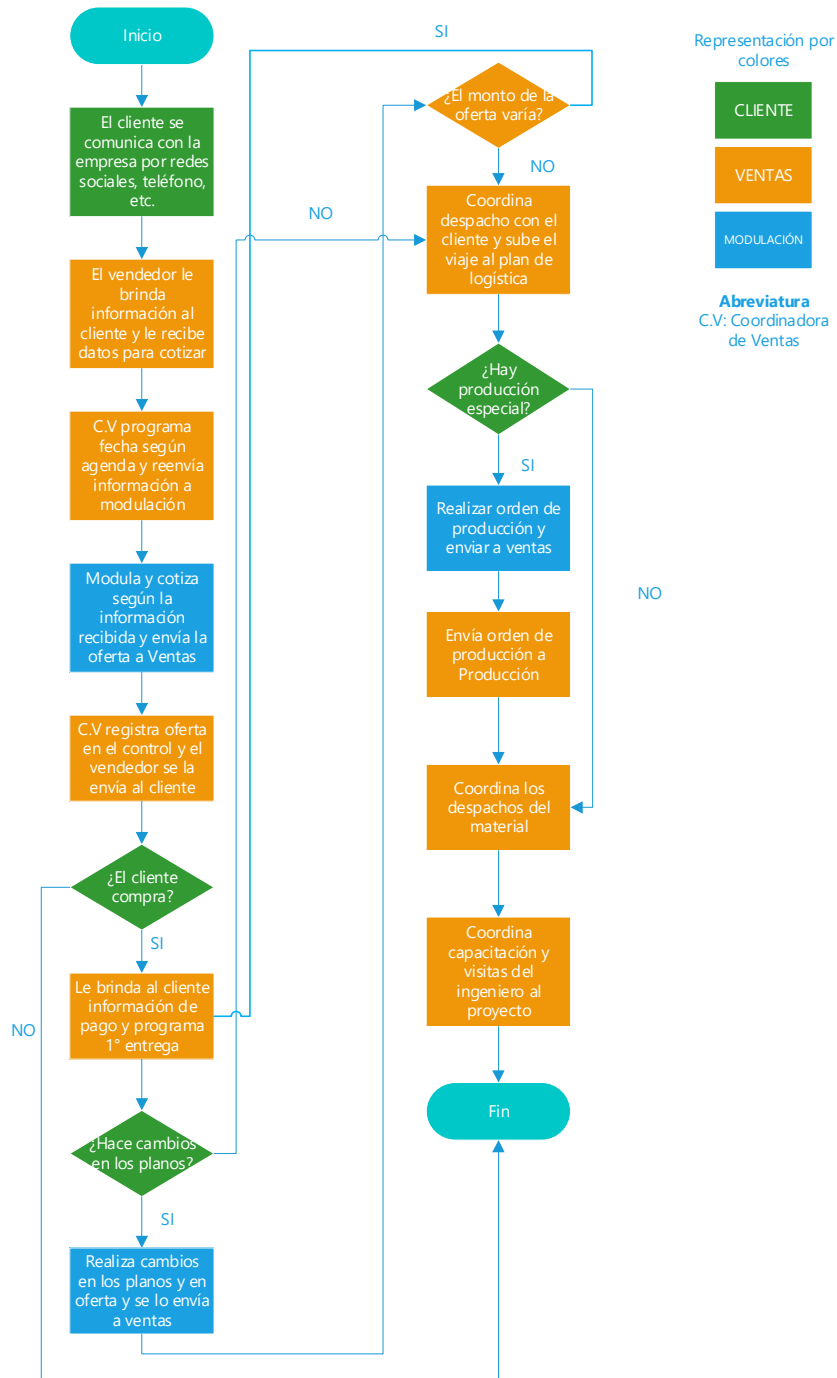 Inicio
El cliente se
comunica con la
empresa por redes
sociales, teléfono,
etc.
El vendedor le
brinda
información al
cliente y le recibe
datos para cotizar
C.V programa
fecha según
agenda y reenvía
información a
modulación
Modula y cotiza
según la
información
recibida y envía la
oferta a Ventas
C.V registra oferta
en el control y el
vendedor se la
envía al cliente
¿El cliente
compra?
SI
NO
Le brinda al cliente
información de
pago y programa
1° entrega
¿Hace cambios
en los planos?
SI
NO
Realiza cambios
en los planos y en
oferta y se lo envía
a ventas
SI
¿El monto de la
oferta varía?
NO
Coordina
despacho con el
cliente y sube el
viaje al plan de
logística
¿Hay
producción
especial?
SI
NO
Realizar orden de
producción y
enviar a ventas
Envía orden de
producción a
Producción
Coordina los
despachos del
material
Coordina
capacitación y
visitas del
ingeniero al
proyecto
Fin
Representación por
colores
CLIENTE
VENTAS
MODULACIÓN
Abreviatura
C.V: Coordinadora
de Ventas